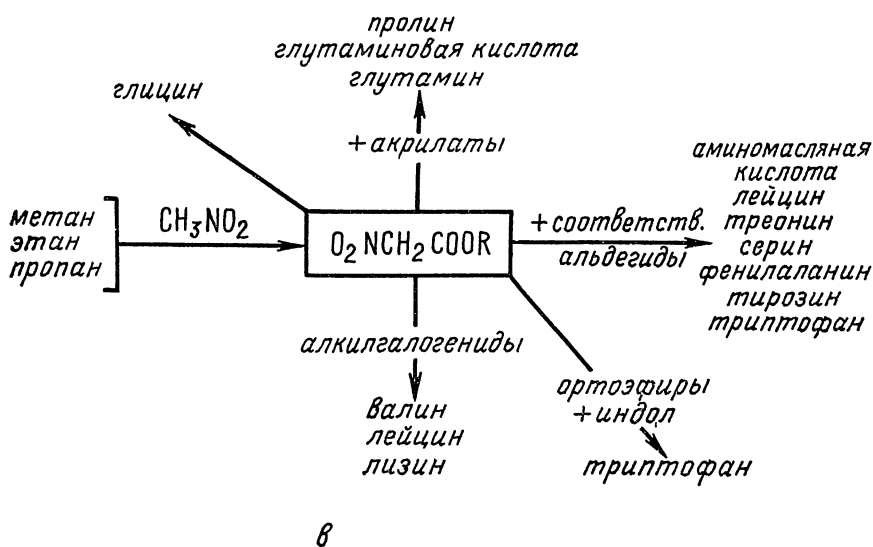 пролин
глутаминовая кислота
глутамин
глицин
+акрилаты
аминомасляная
кислота
лейцин
треонин
серин
фенилаланин
тирозин
триптофан
метан
этан
пропан
CH₃NO₂
O₂NCH₂COOR
+соответств.
альдегиды
алкилгалогениды
валин
лейцин
лизин
ортоэфиры
+индол
триптофан
в